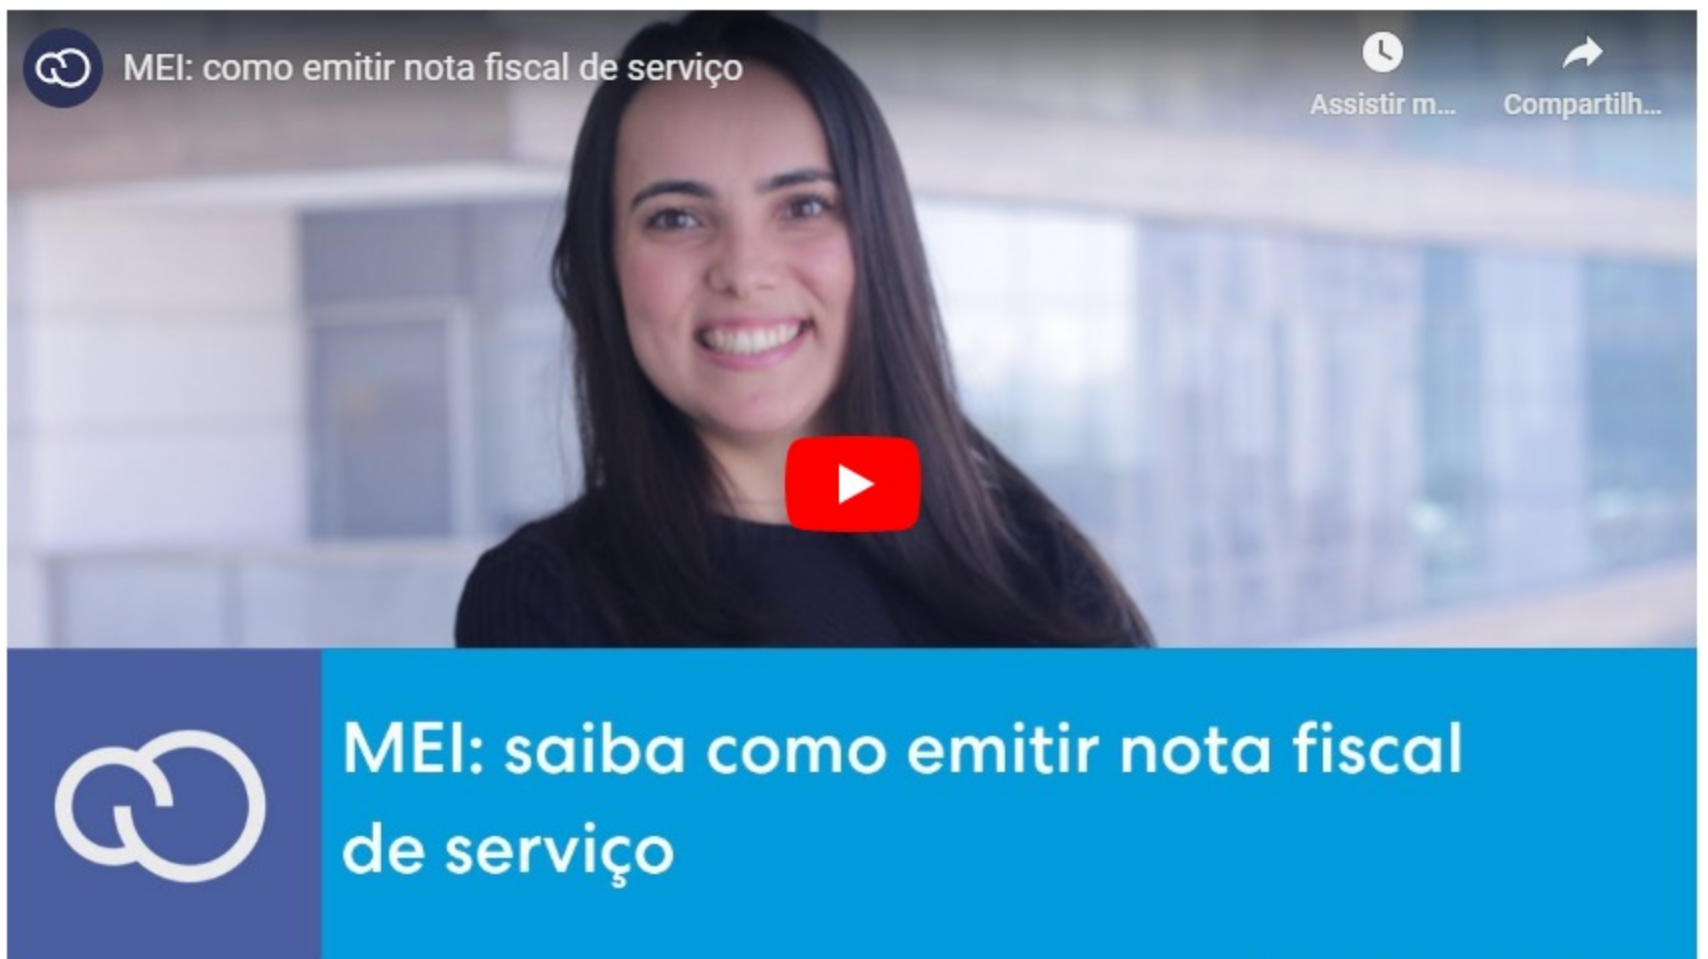 MEI: como emitir nota fiscal de serviço
Assistir m...
Compartilh...
MEI: saiba como emitir nota fiscal
de serviço